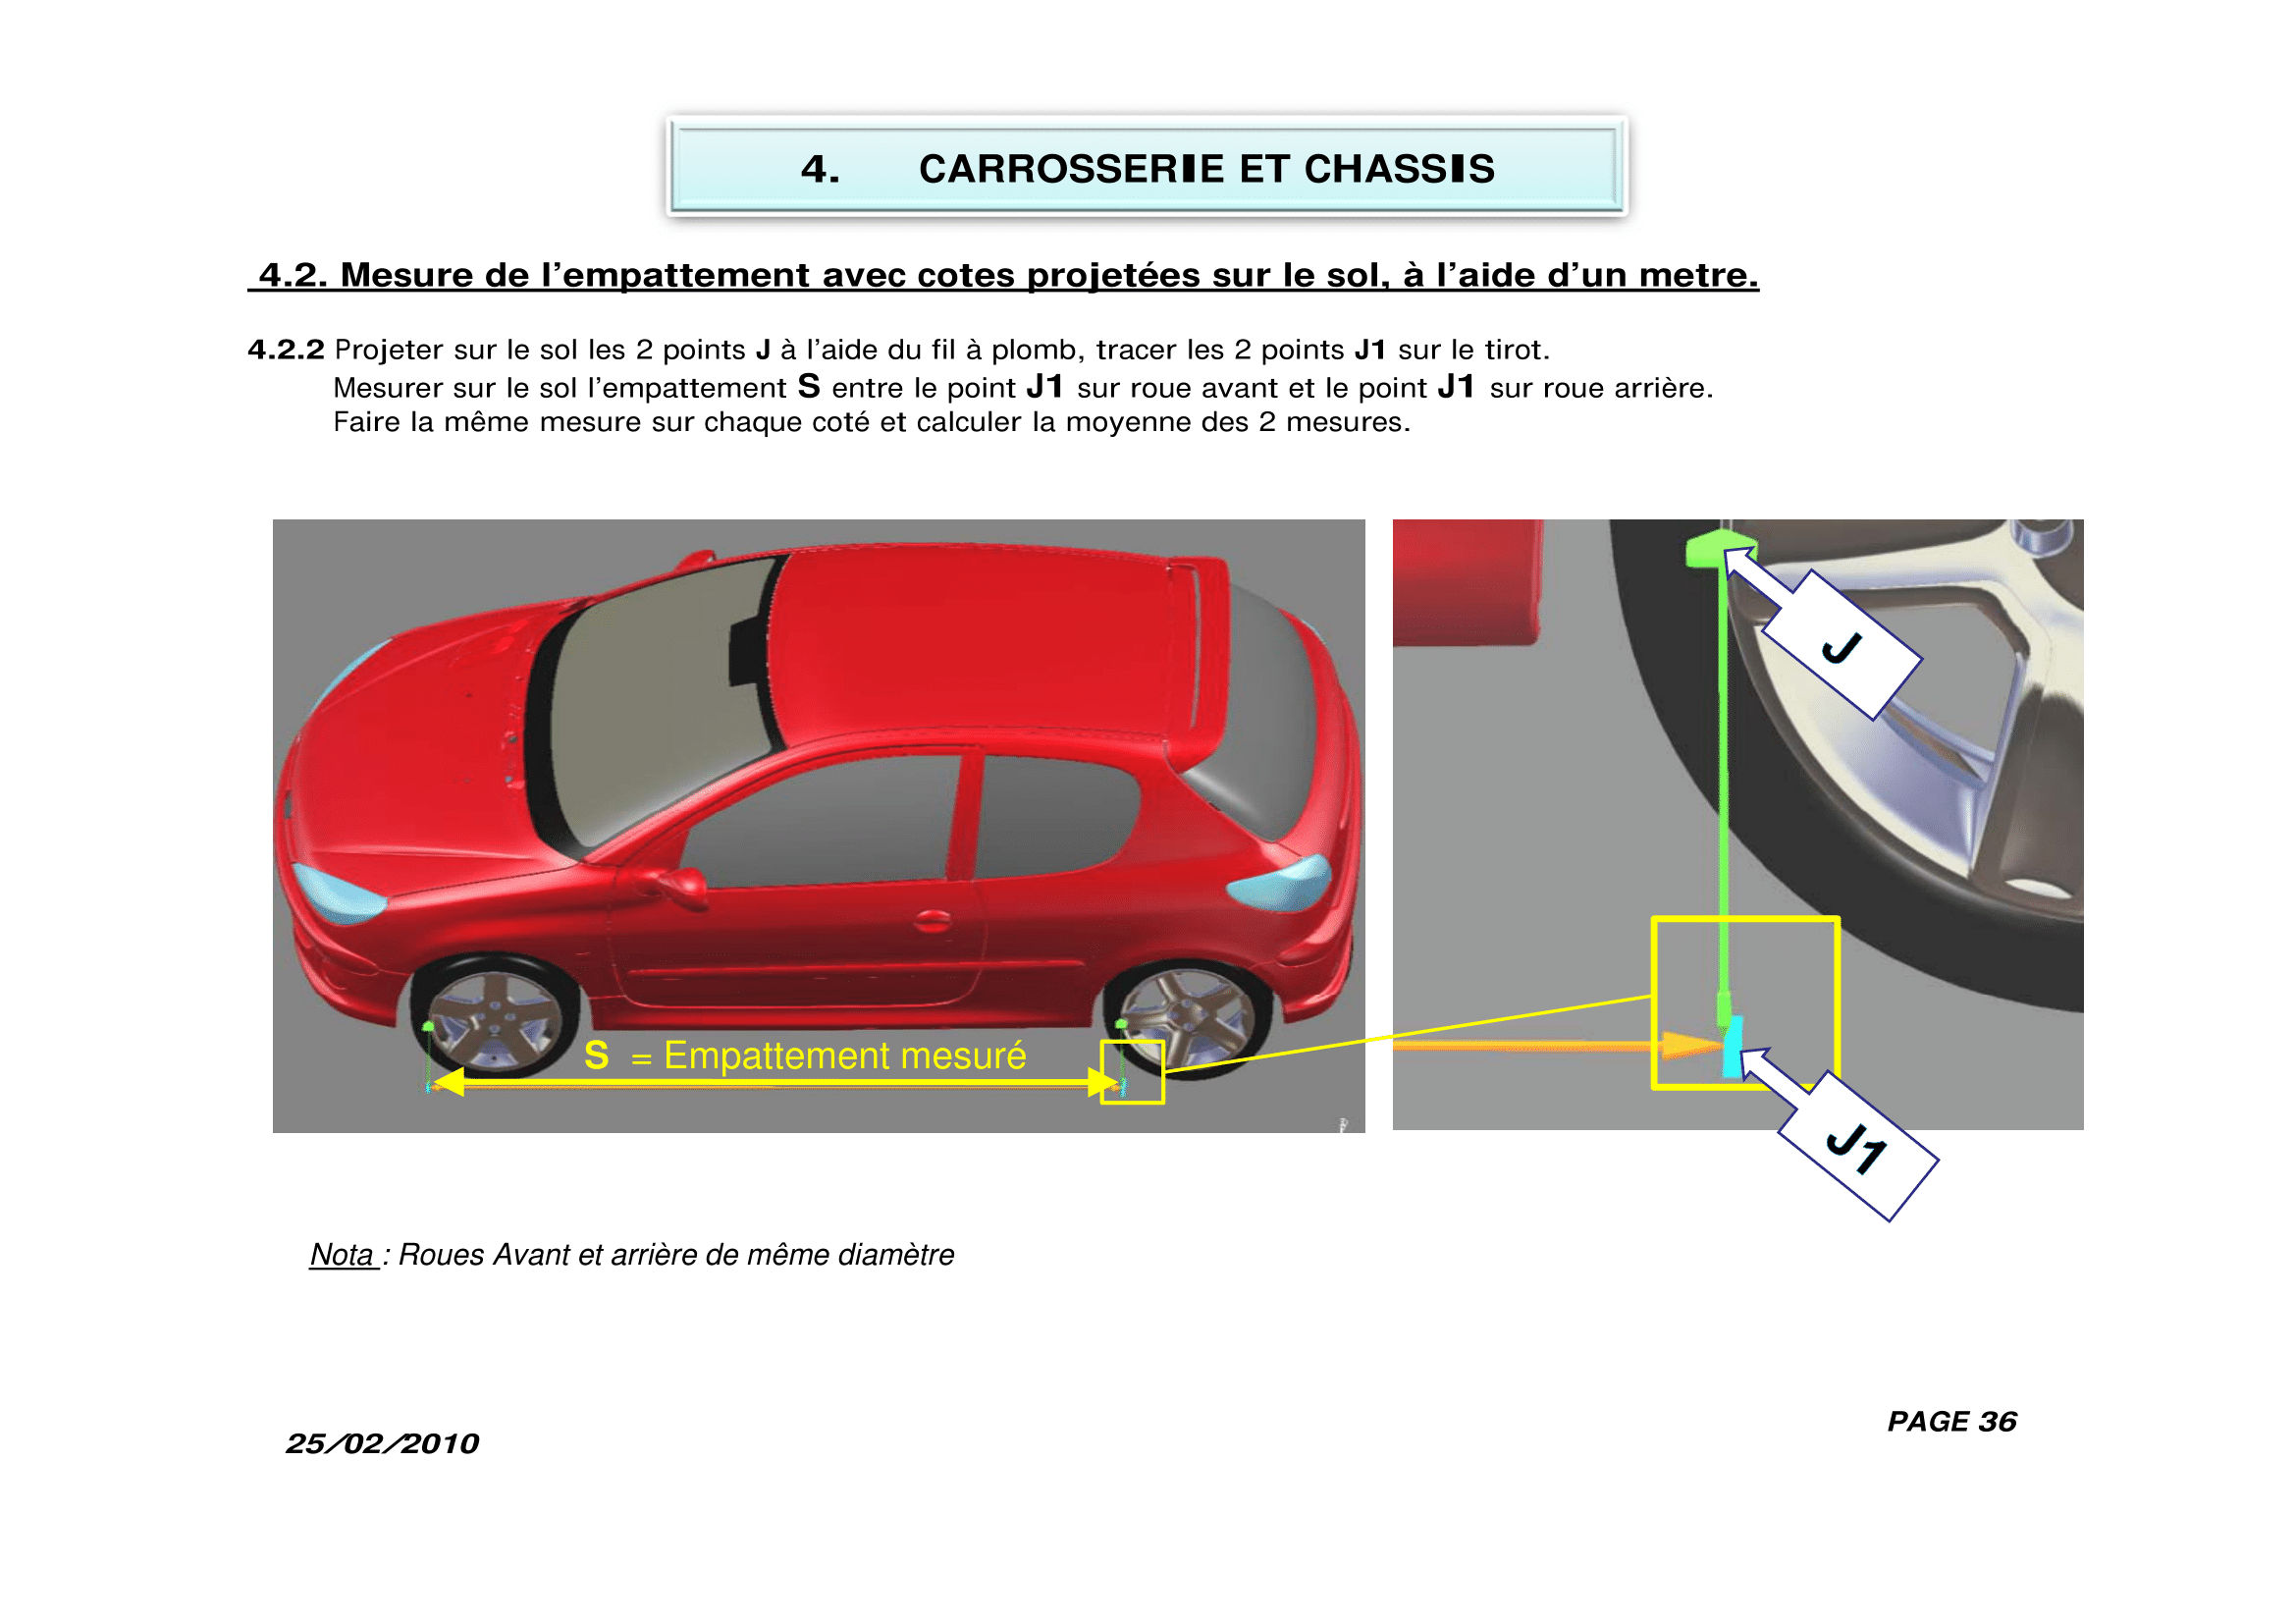 4. CARROSSERIE ET CHASSIS
4.2. Mesure de l’empattement avec cotes projetées sur le sol, à l’aide d’un metre.
4.2.2 Projeter sur le sol les 2 points J à l’aide du fil à plomb, tracer les 2 points J1 sur le tirot.
Mesurer sur le sol l’empattement S entre le point J1 sur roue avant et le point J1 sur roue arrière.
Faire la même mesure sur chaque coté et calculer la moyenne des 2 mesures.
J
S = Empattement mesuré
J1
Nota : Roues Avant et arrière de même diamètre
PAGE 36
25/02/2010